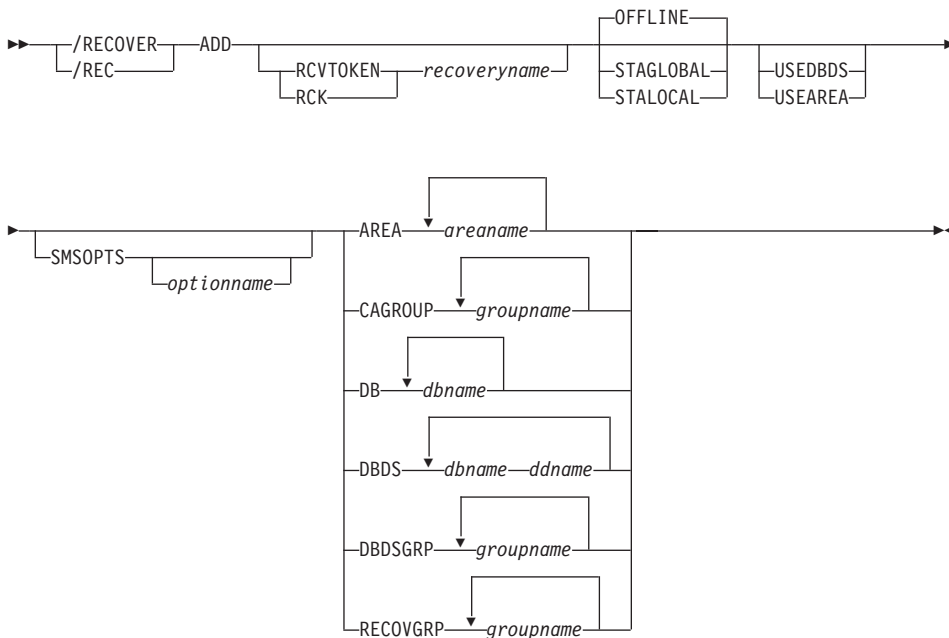 OFFLINE
/RECOVER ADD
/REC RCVTOKEN recoveryname STAGLOBAL USEDBDS
RCK STALOCAL USEAREA
AREA areaname
SMSOPTS
optionname
CAGROUP groupname
DB dbname
DBDS dbname ddname
DBDSGRP groupname
RECOVGRP groupname